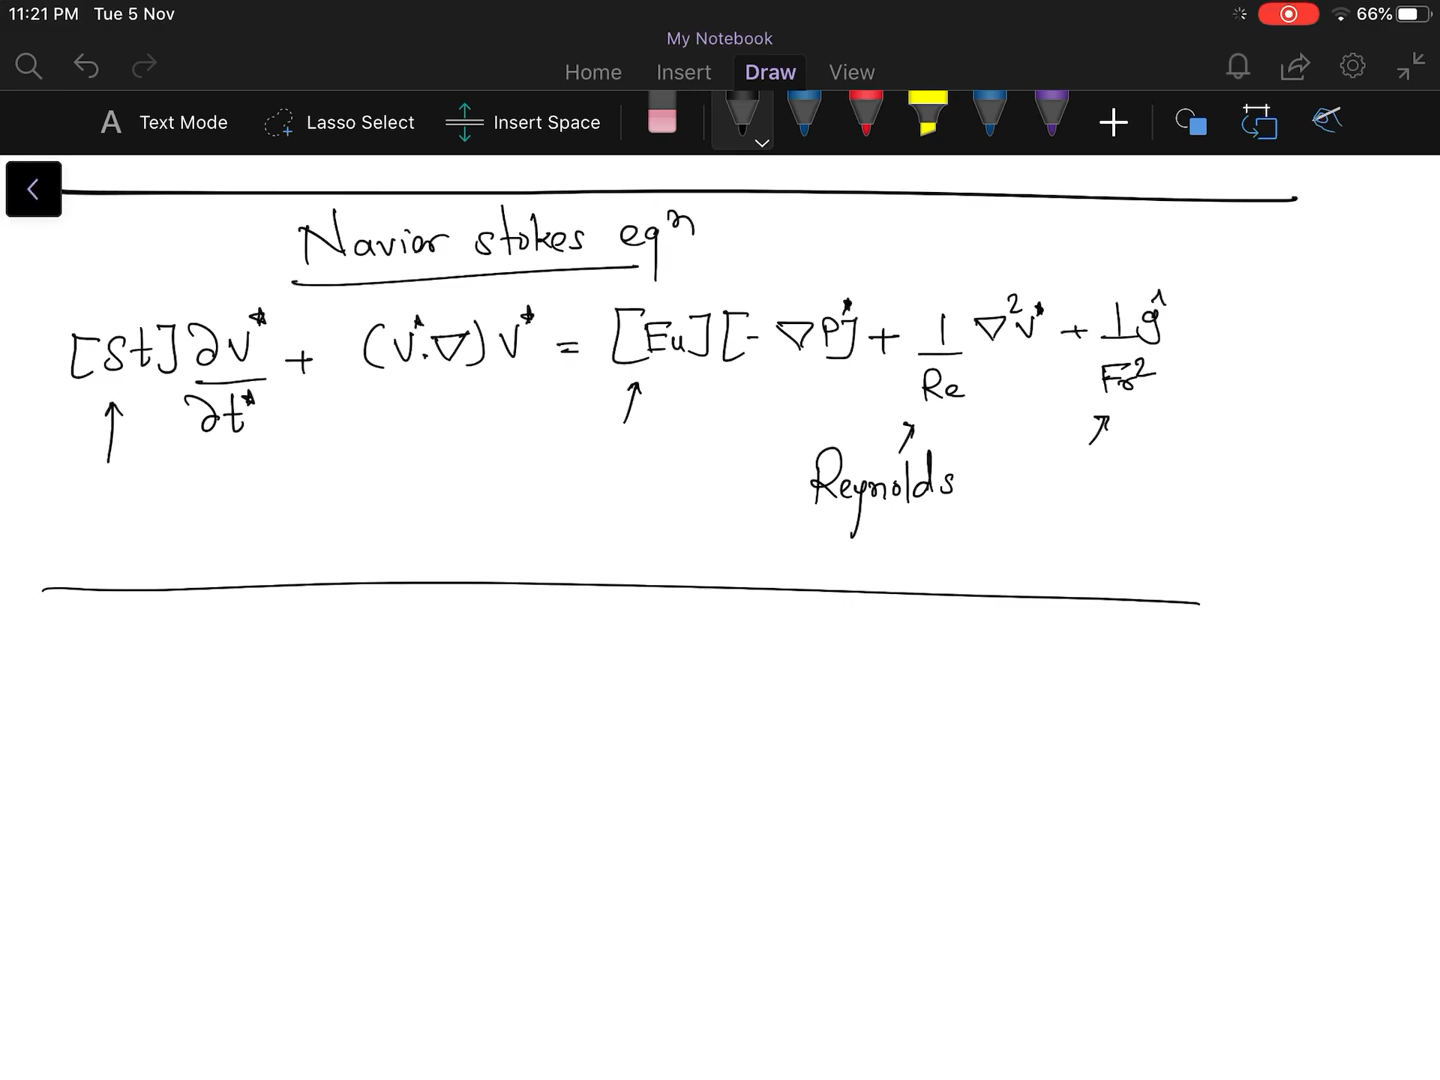 11:21 PM Tue 5 Nov 66%
My Notebook
Home Insert Draw View
A Text Mode Lasso Select Insert Space
Navier stokes eqⁿ
[St] ∂V*/∂t* + (V*.∇)V* = [Eu][-∇P*] + 1/Re ∇²V* + 1/Fr² ĝ
Reynolds